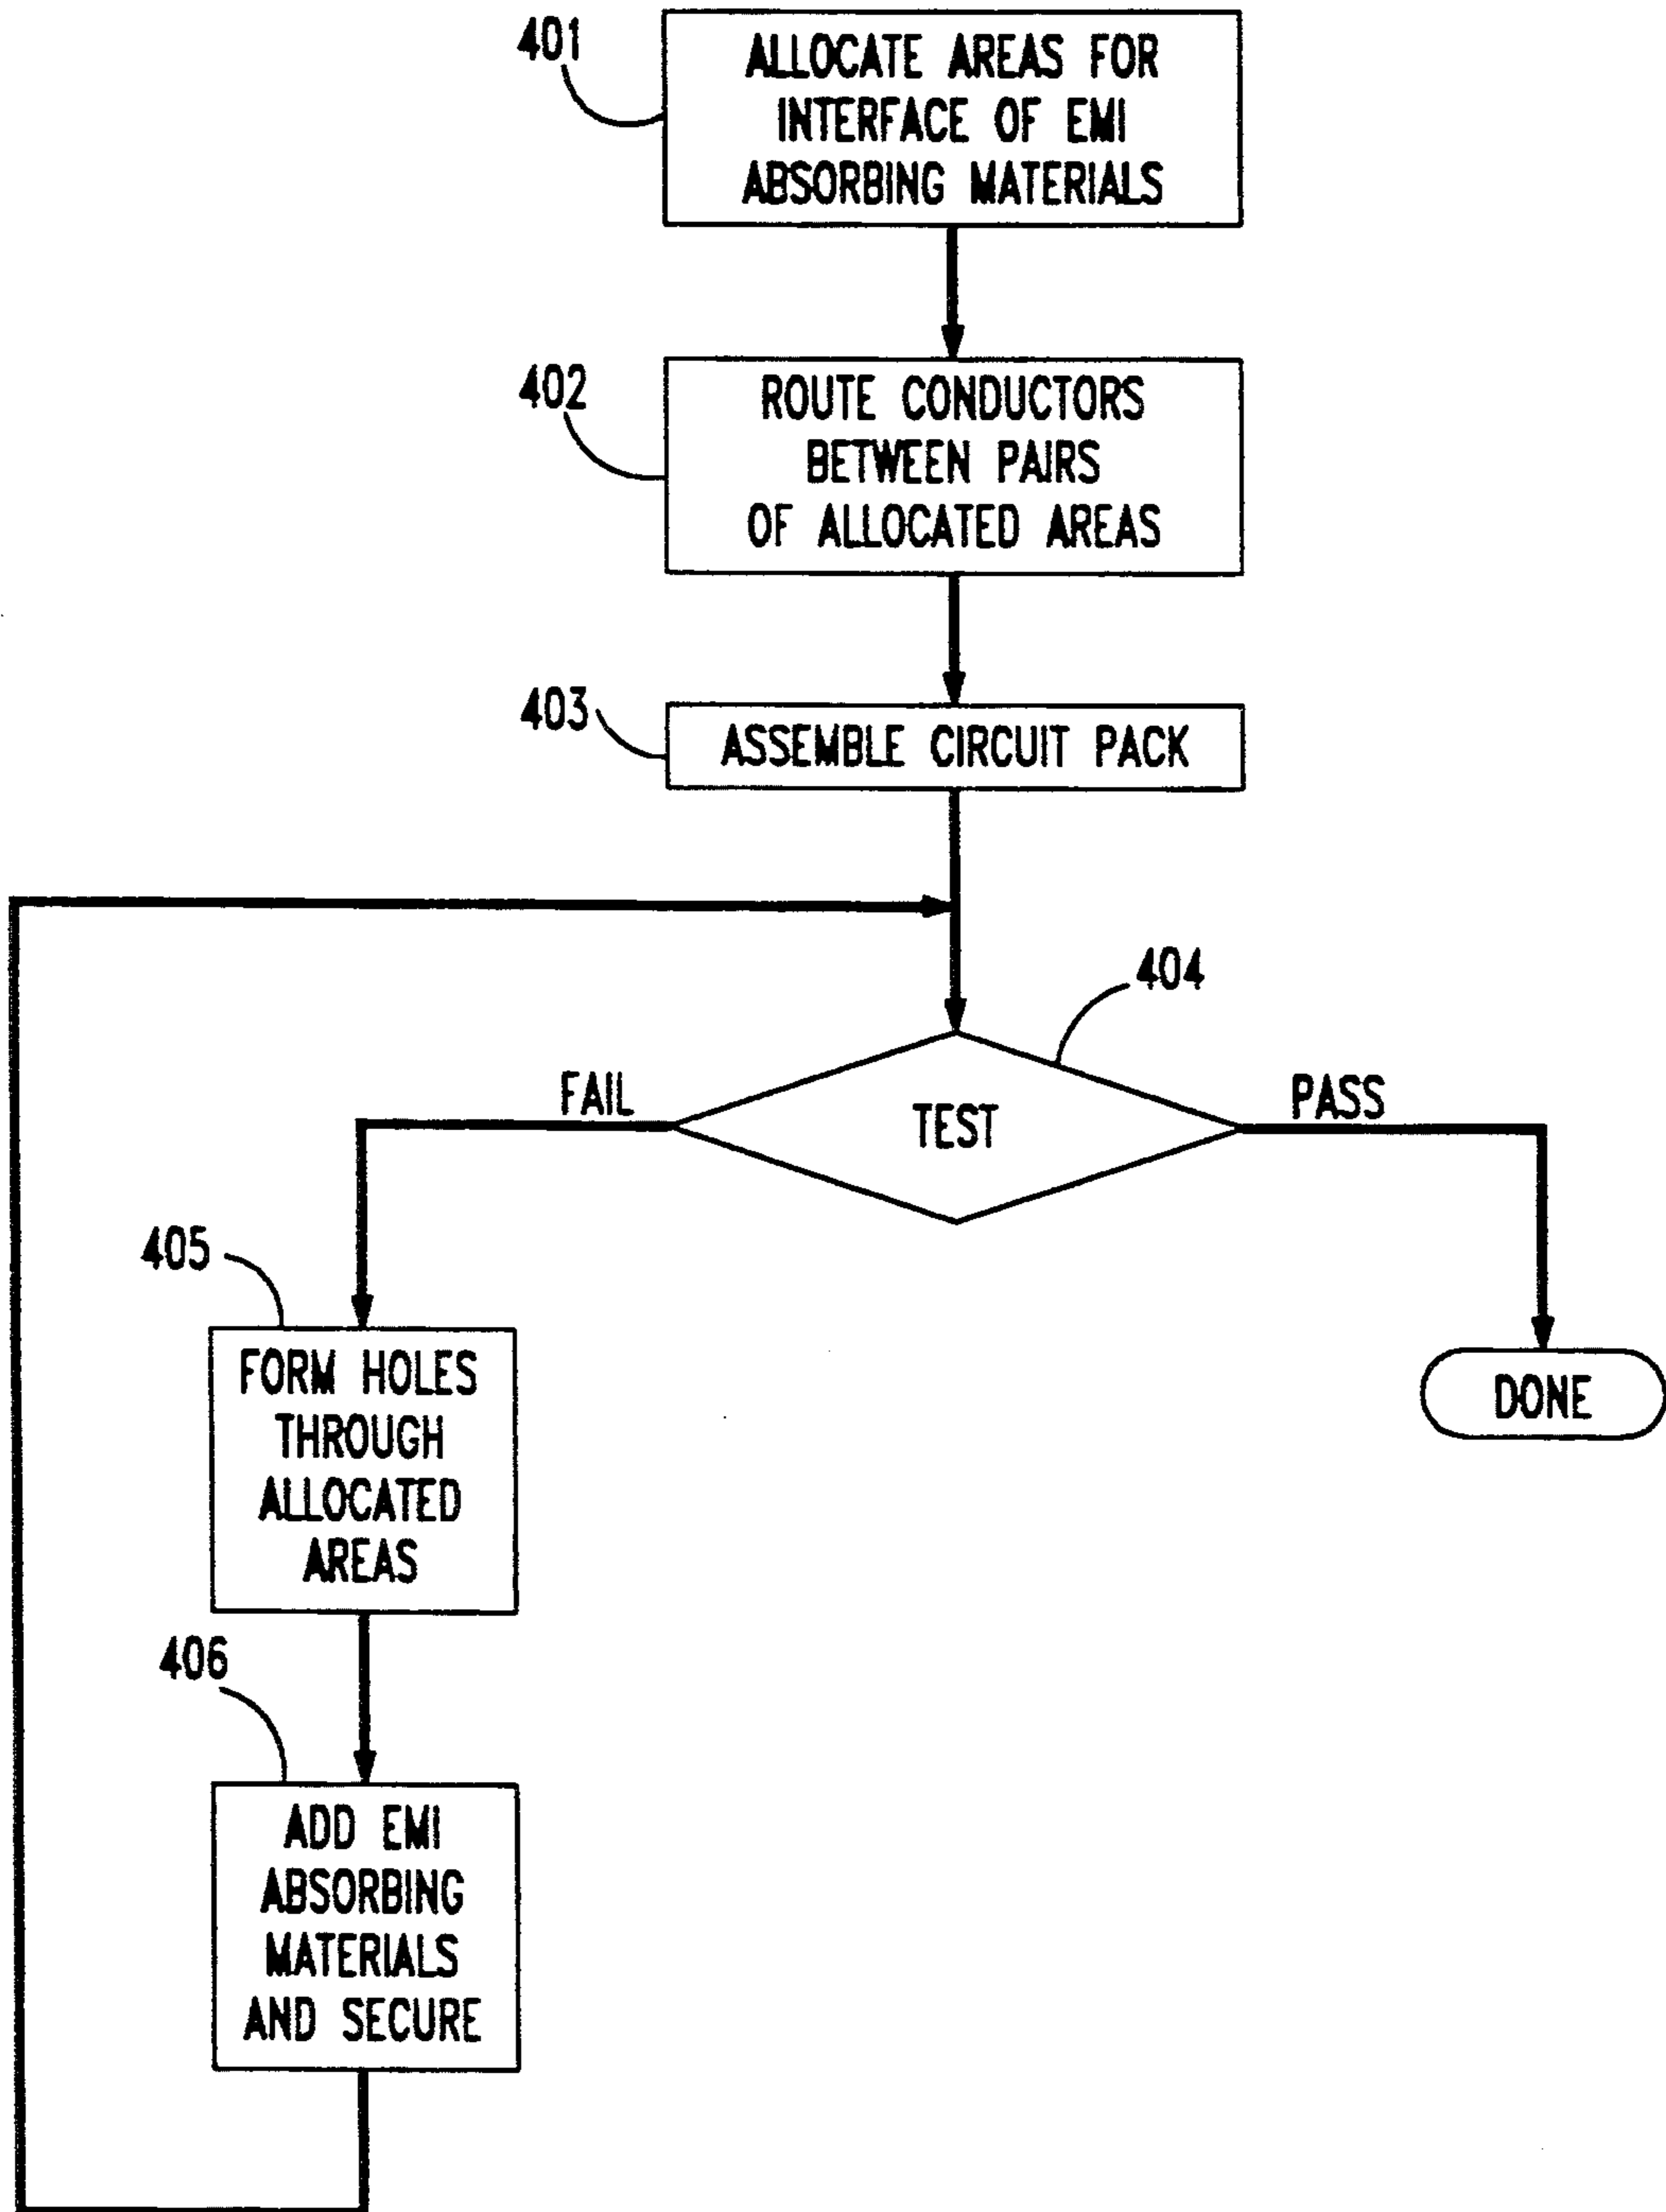 401
ALLOCATE AREAS FOR
INTERFACE OF EMI
ABSORBING MATERIALS
402
ROUTE CONDUCTORS
BETWEEN PAIRS
OF ALLOCATED AREAS
403
ASSEMBLE CIRCUIT PACK
404
FAIL
TEST
PASS
405
FORM HOLES
THROUGH
ALLOCATED
AREAS
DONE
406
ADD EMI
ABSORBING
MATERIALS
AND SECURE